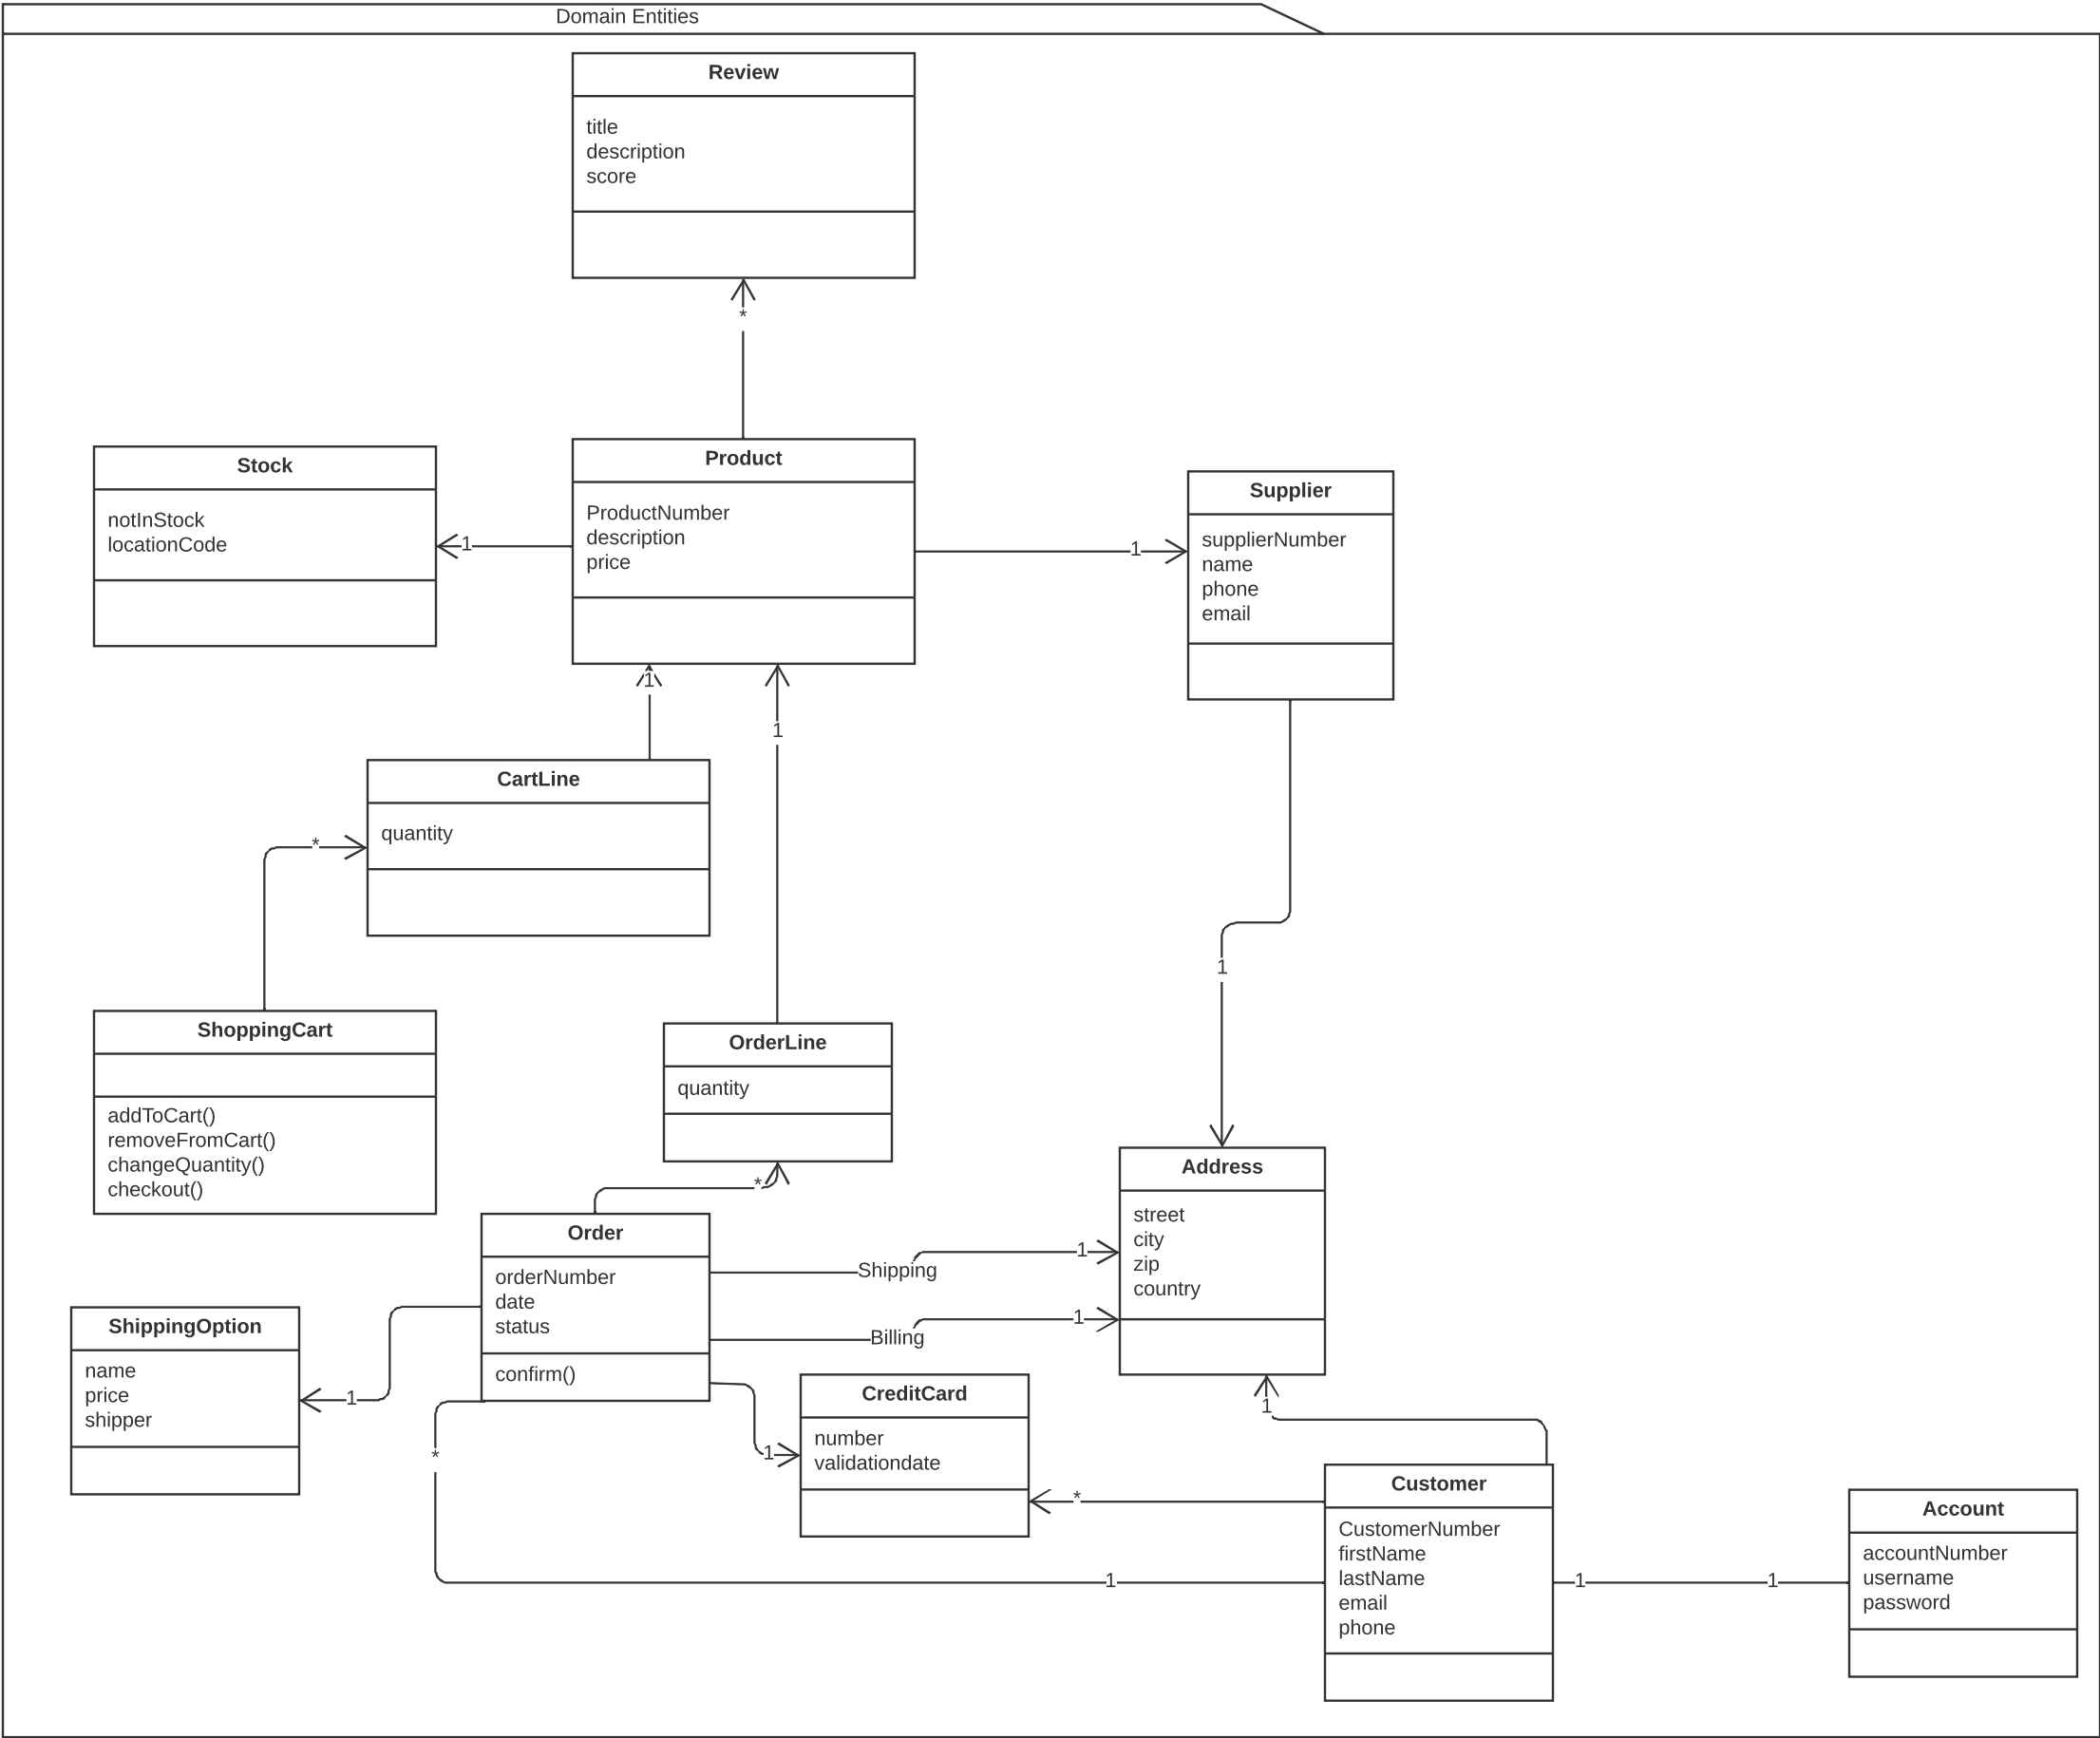 Domain Entities
Review
title
description
score
*
Stock
notInStock
locationCode
1
Product
ProductNumber
description
price
1
Supplier
supplierNumber
name
phone
email
1
1
CartLine
quantity
*
1
ShoppingCart
addToCart()
removeFromCart()
changeQuantity()
checkout()
OrderLine
quantity
*
Order
orderNumber
date
status
confirm()
Shipping
1
Billing
1
Address
street
city
zip
country
1
ShippingOption
name
price
shipper
1
*
CreditCard
number
validationdate
1
*
1
Customer
CustomerNumber
firstName
lastName
email
phone
1
1
Account
accountNumber
username
password